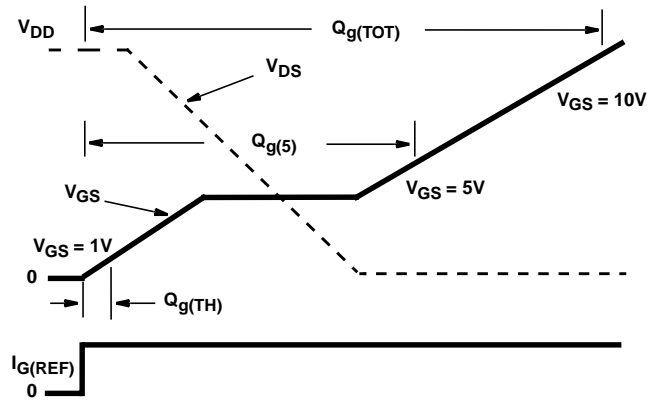 V_DD
Q_g(TOT)
V_DS
V_GS = 10V
Q_g(5)
V_GS
V_GS = 5V
V_GS = 1V
0
Q_g(TH)
I_G(REF)
0